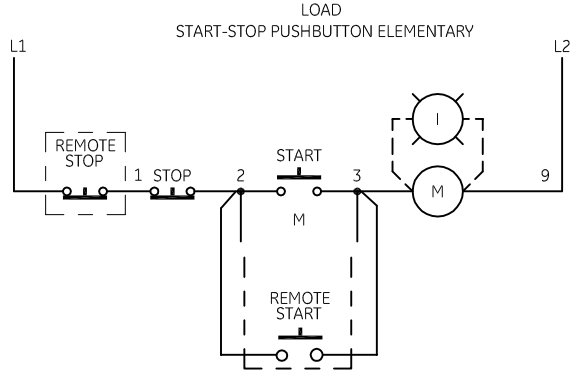 LOAD
START-STOP PUSHBUTTON ELEMENTARY
L1
L2
I
REMOTE
STOP
1
STOP
2
START
3
M
9
M
REMOTE
START